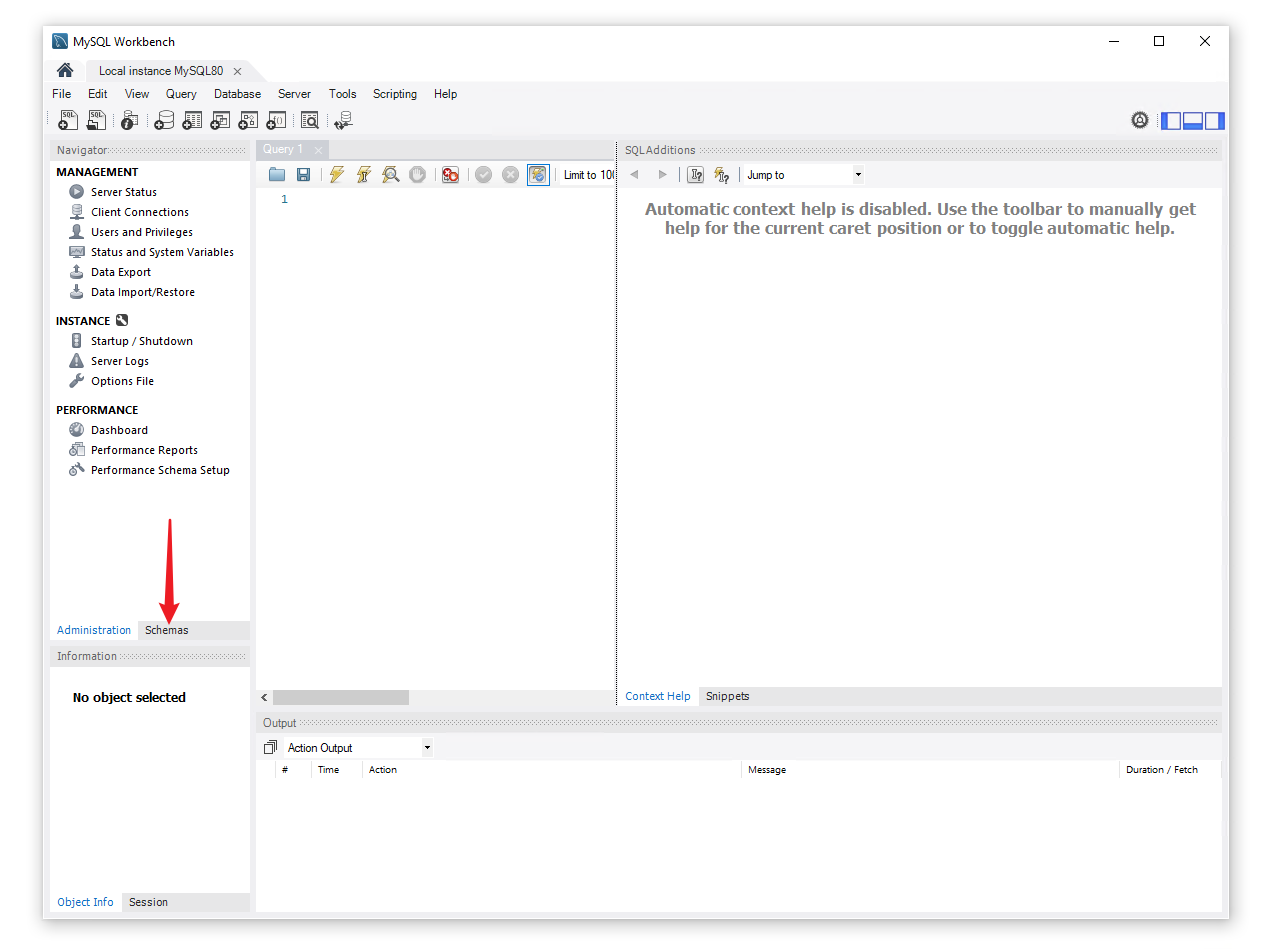 MySQL Workbench
Local instance MySQL80
File Edit View Query Database Server Tools Scripting Help
Navigator
MANAGEMENT
Server Status
Client Connections
Users and Privileges
Status and System Variables
Data Export
Data Import/Restore
INSTANCE
Startup / Shutdown
Server Logs
Options File
PERFORMANCE
Dashboard
Performance Reports
Performance Schema Setup
Administration Schemas
Information
No object selected
Object Info Session
Query 1
Limit to 100
1
SQLAdditions
Jump to
Automatic context help is disabled. Use the toolbar to manually get
help for the current caret position or to toggle automatic help.
Context Help Snippets
Output
Action Output
# Time Action Message Duration / Fetch